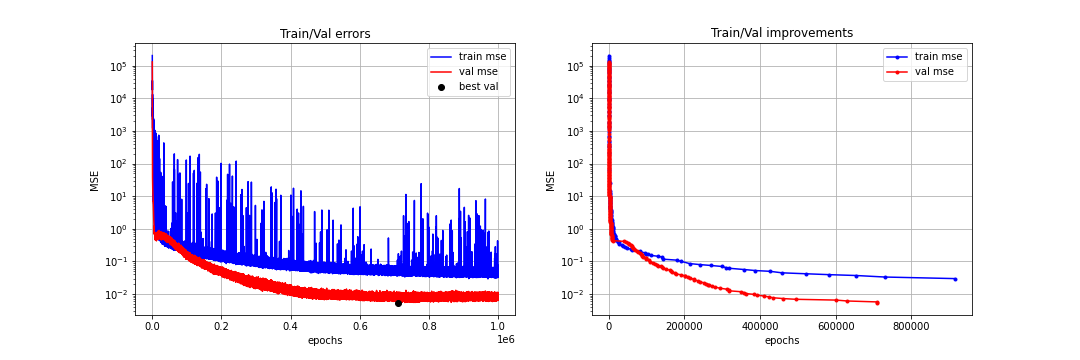 Train/Val errors
train mse
val mse
best val
MSE
10^5
10^4
10^3
10^2
10^1
10^0
10^-1
10^-2
0.0 0.2 0.4 0.6 0.8 1.0
1e6
epochs
Train/Val improvements
train mse
val mse
MSE
10^5
10^4
10^3
10^2
10^1
10^0
10^-1
10^-2
0 200000 400000 600000 800000
epochs